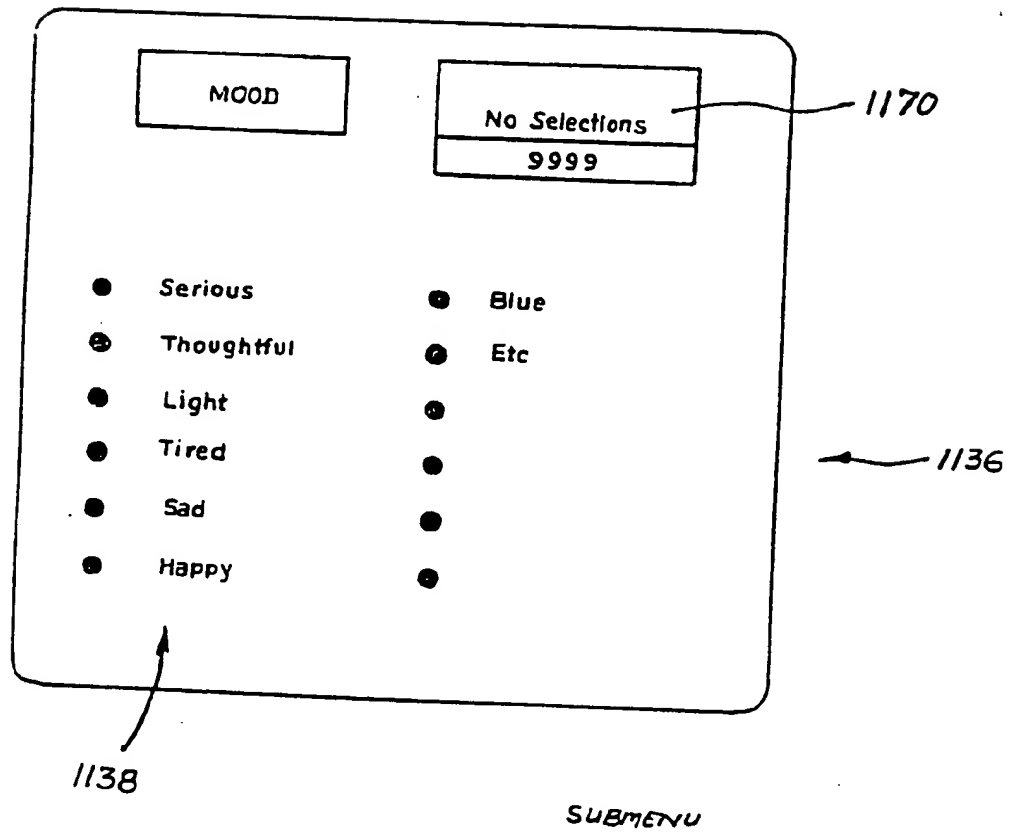 MOOD
No Selections
9999
1170
Serious
Thoughtful
Light
Tired
Sad
Happy
Blue
Etc
1136
1138
SUBMENU